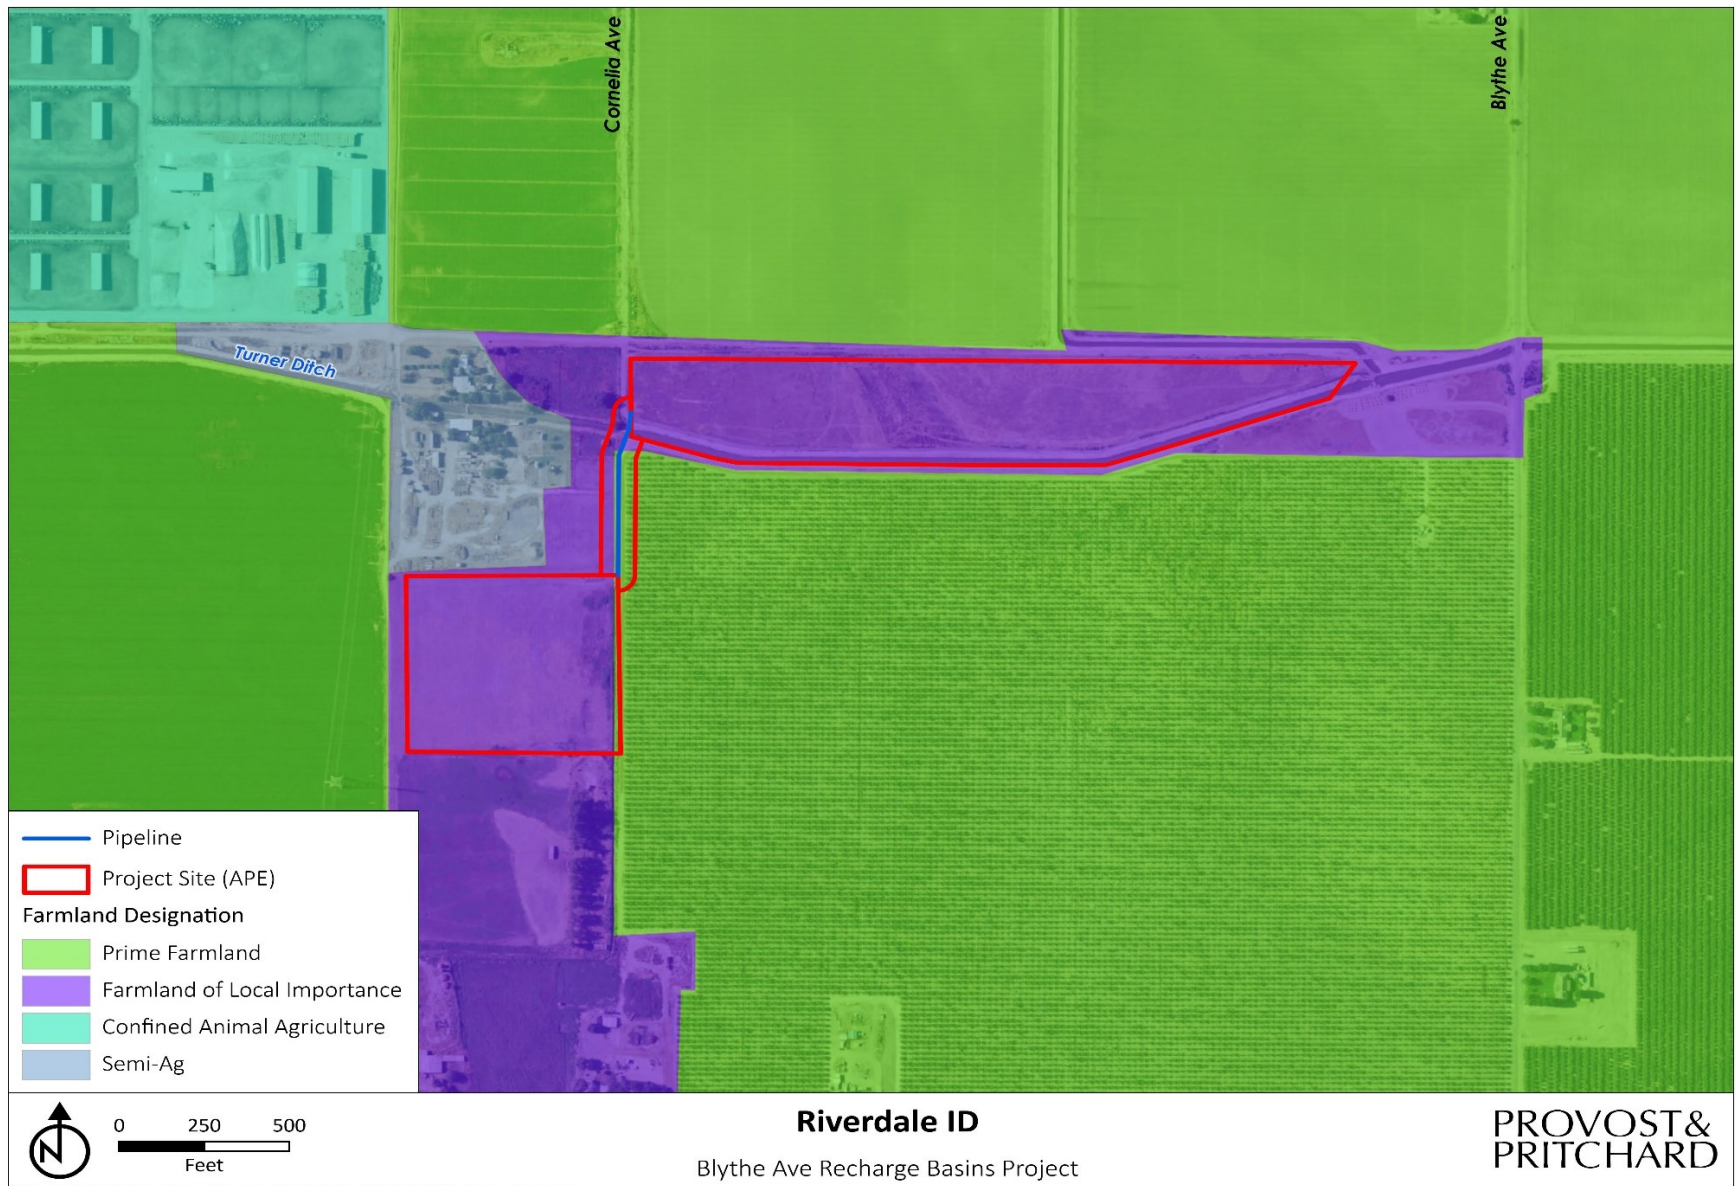 Cornelia Ave
Blythe Ave
Turner Ditch
Pipeline
Project Site (APE)
Farmland Designation
Prime Farmland
Farmland of Local Importance
Confined Animal Agriculture
Semi-Ag
N
0 250 500
Feet
Riverdale ID
Blythe Ave Recharge Basins Project
PROVOST&
PRITCHARD